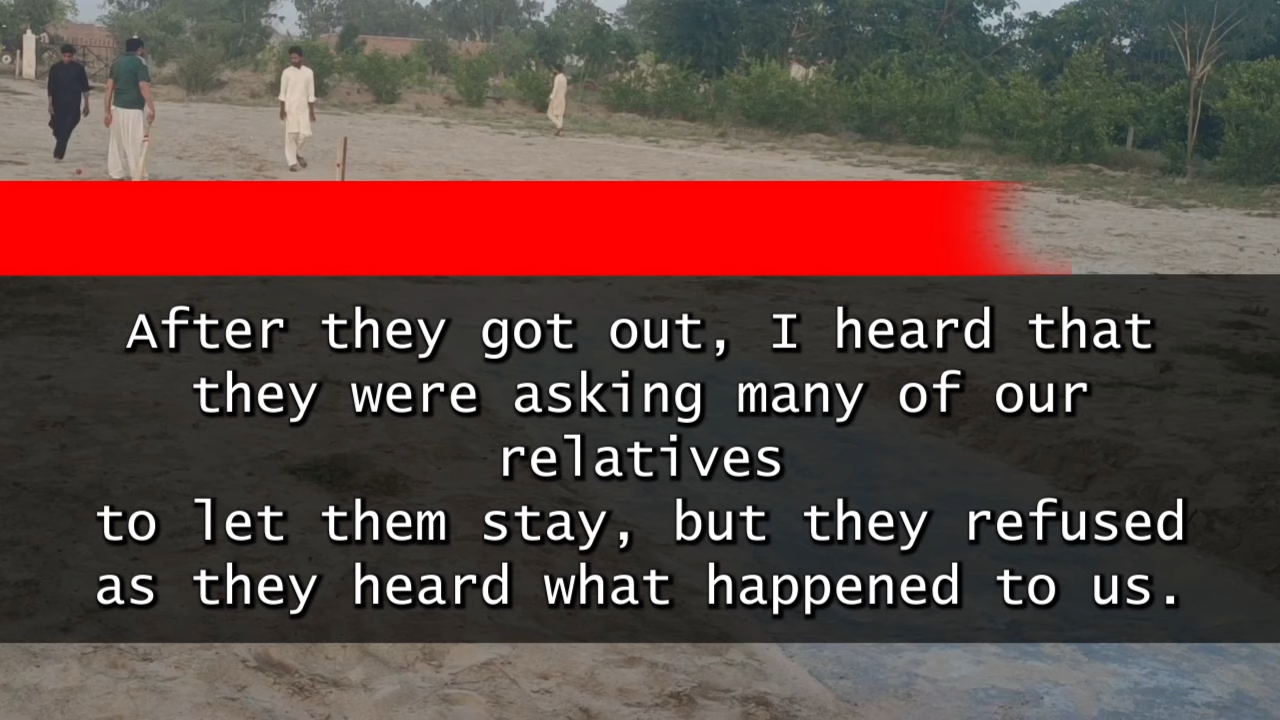 After they got out, I heard that
they were asking many of our
relatives
to let them stay, but they refused
as they heard what happened to us.